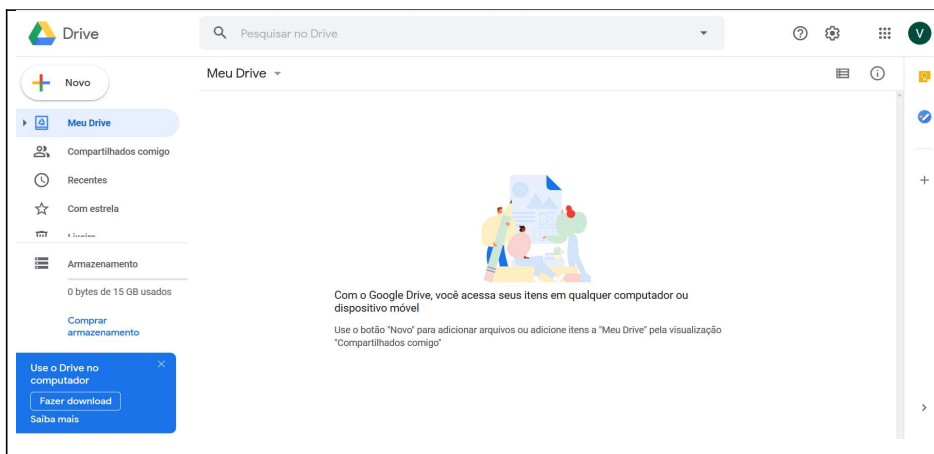 Drive
Pesquisar no Drive
V
Novo
Meu Drive
Meu Drive
Compartilhados comigo
Recentes
Com estrela
Lixeira
Armazenamento
0 bytes de 15 GB usados
Comprar
armazenamento
Use o Drive no
computador
Fazer download
Saiba mais
Com o Google Drive, você acessa seus itens em qualquer computador ou
dispositivo móvel
Use o botão "Novo" para adicionar arquivos ou adicione itens a "Meu Drive" pela visualização
"Compartilhados comigo"